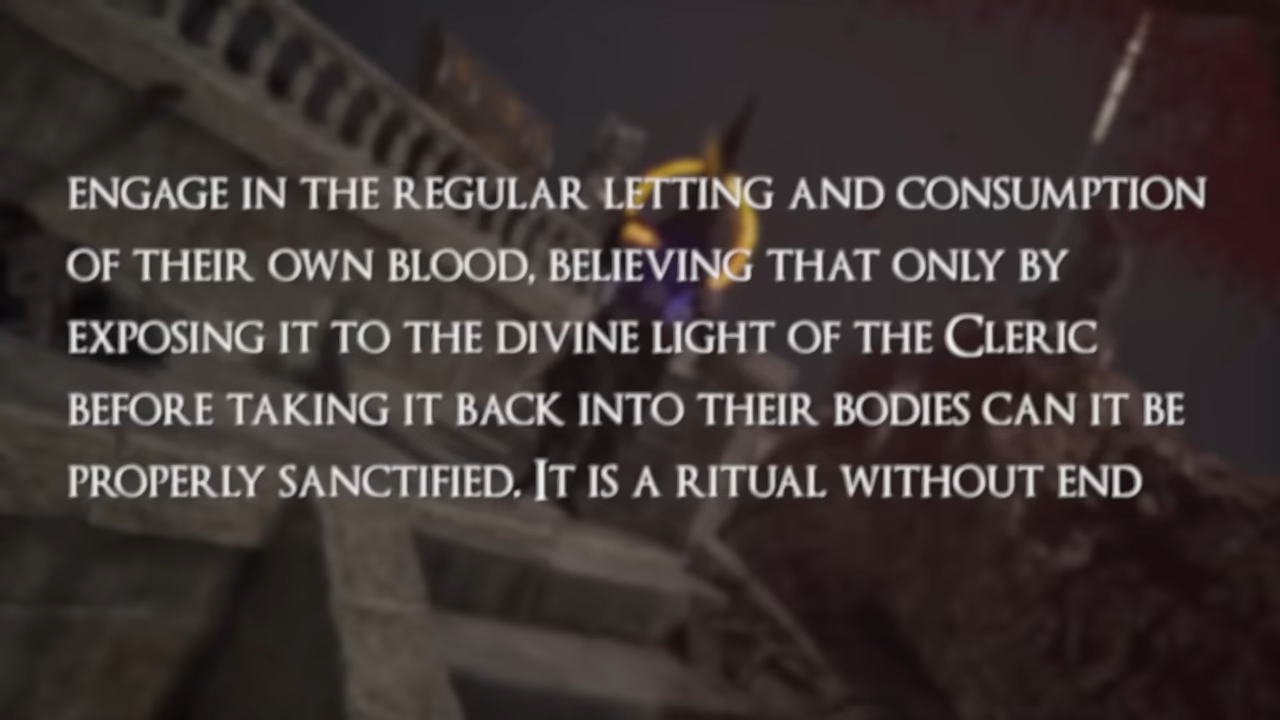 ENGAGE IN THE REGULAR LETTING AND CONSUMPTION
OF THEIR OWN BLOOD, BELIEVING THAT ONLY BY
EXPOSING IT TO THE DIVINE LIGHT OF THE CLERIC
BEFORE TAKING IT BACK INTO THEIR BODIES CAN IT BE
PROPERLY SANCTIFIED. IT IS A RITUAL WITHOUT END